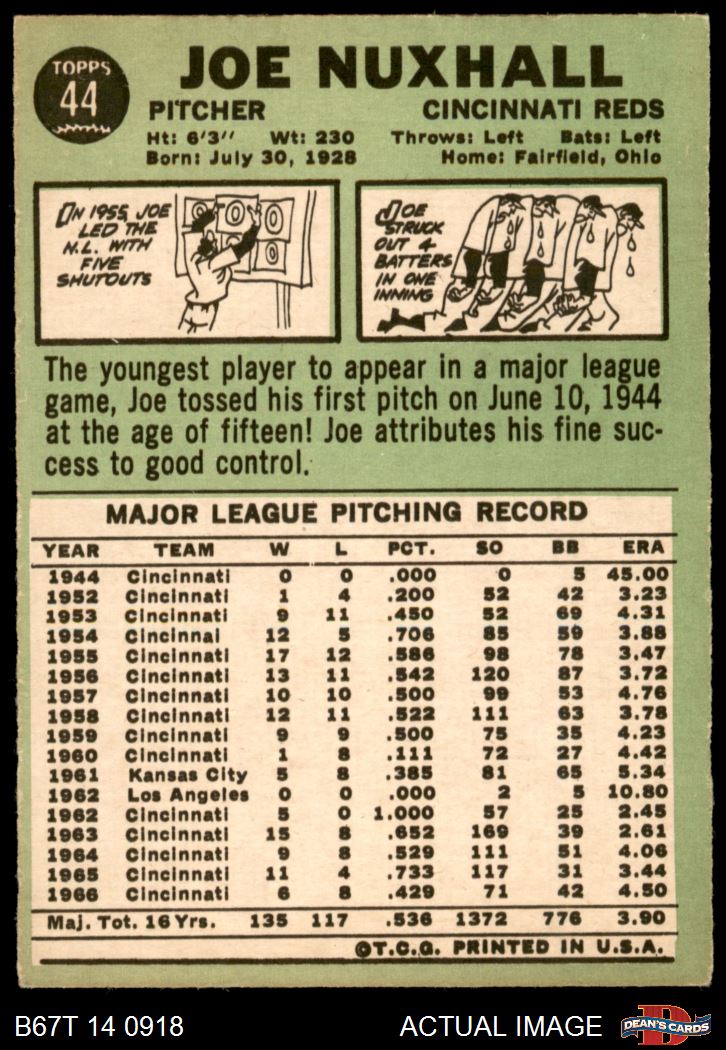 TOPPS
44
JOE NUXHALL
PITCHER CINCINNATI REDS
Ht: 6'3" Wt: 230 Throws: Left Bats: Left
Born: July 30, 1928 Home: Fairfield, Ohio
ON 1955, JOE
LED THE
N.L. WITH
FIVE
SHUTOUTS
0 0
0 0
JOE
STRUCK
OUT 4
BATTERS
IN ONE
INNING
The youngest player to appear in a major league
game, Joe tossed his first pitch on June 10, 1944
at the age of fifteen! Joe attributes his fine suc-
cess to good control.
MAJOR LEAGUE PITCHING RECORD
YEAR TEAM W L PCT. SO BB ERA
1944 Cincinnati 0 0 .000 0 5 45.00
1952 Cincinnati 1 4 .200 52 42 3.23
1953 Cincinnati 9 11 .450 52 69 4.31
1954 Cincinnai 12 5 .706 85 59 3.88
1955 Cincinnati 17 12 .586 98 78 3.47
1956 Cincinnati 13 11 .542 120 87 3.72
1957 Cincinnati 10 10 .500 99 53 4.76
1958 Cincinnati 12 11 .522 111 63 3.78
1959 Cincinnati 9 9 .500 75 35 4.23
1960 Cincinnati 1 8 .111 72 27 4.42
1961 Kansas City 5 8 .385 81 65 5.34
1962 Los Angeles 0 0 .000 2 5 10.80
1962 Cincinnati 5 0 1.000 57 25 2.45
1963 Cincinnati 15 8 .652 169 39 2.61
1964 Cincinnati 9 8 .529 111 51 4.06
1965 Cincinnati 11 4 .733 117 31 3.44
1966 Cincinnati 6 8 .429 71 42 4.50
Maj. Tot. 16 Yrs. 135 117 .536 1372 776 3.90
©T.C.G. PRINTED IN U.S.A.
B67T 14 0918 ACTUAL IMAGE
D
DEAN'S CARDS